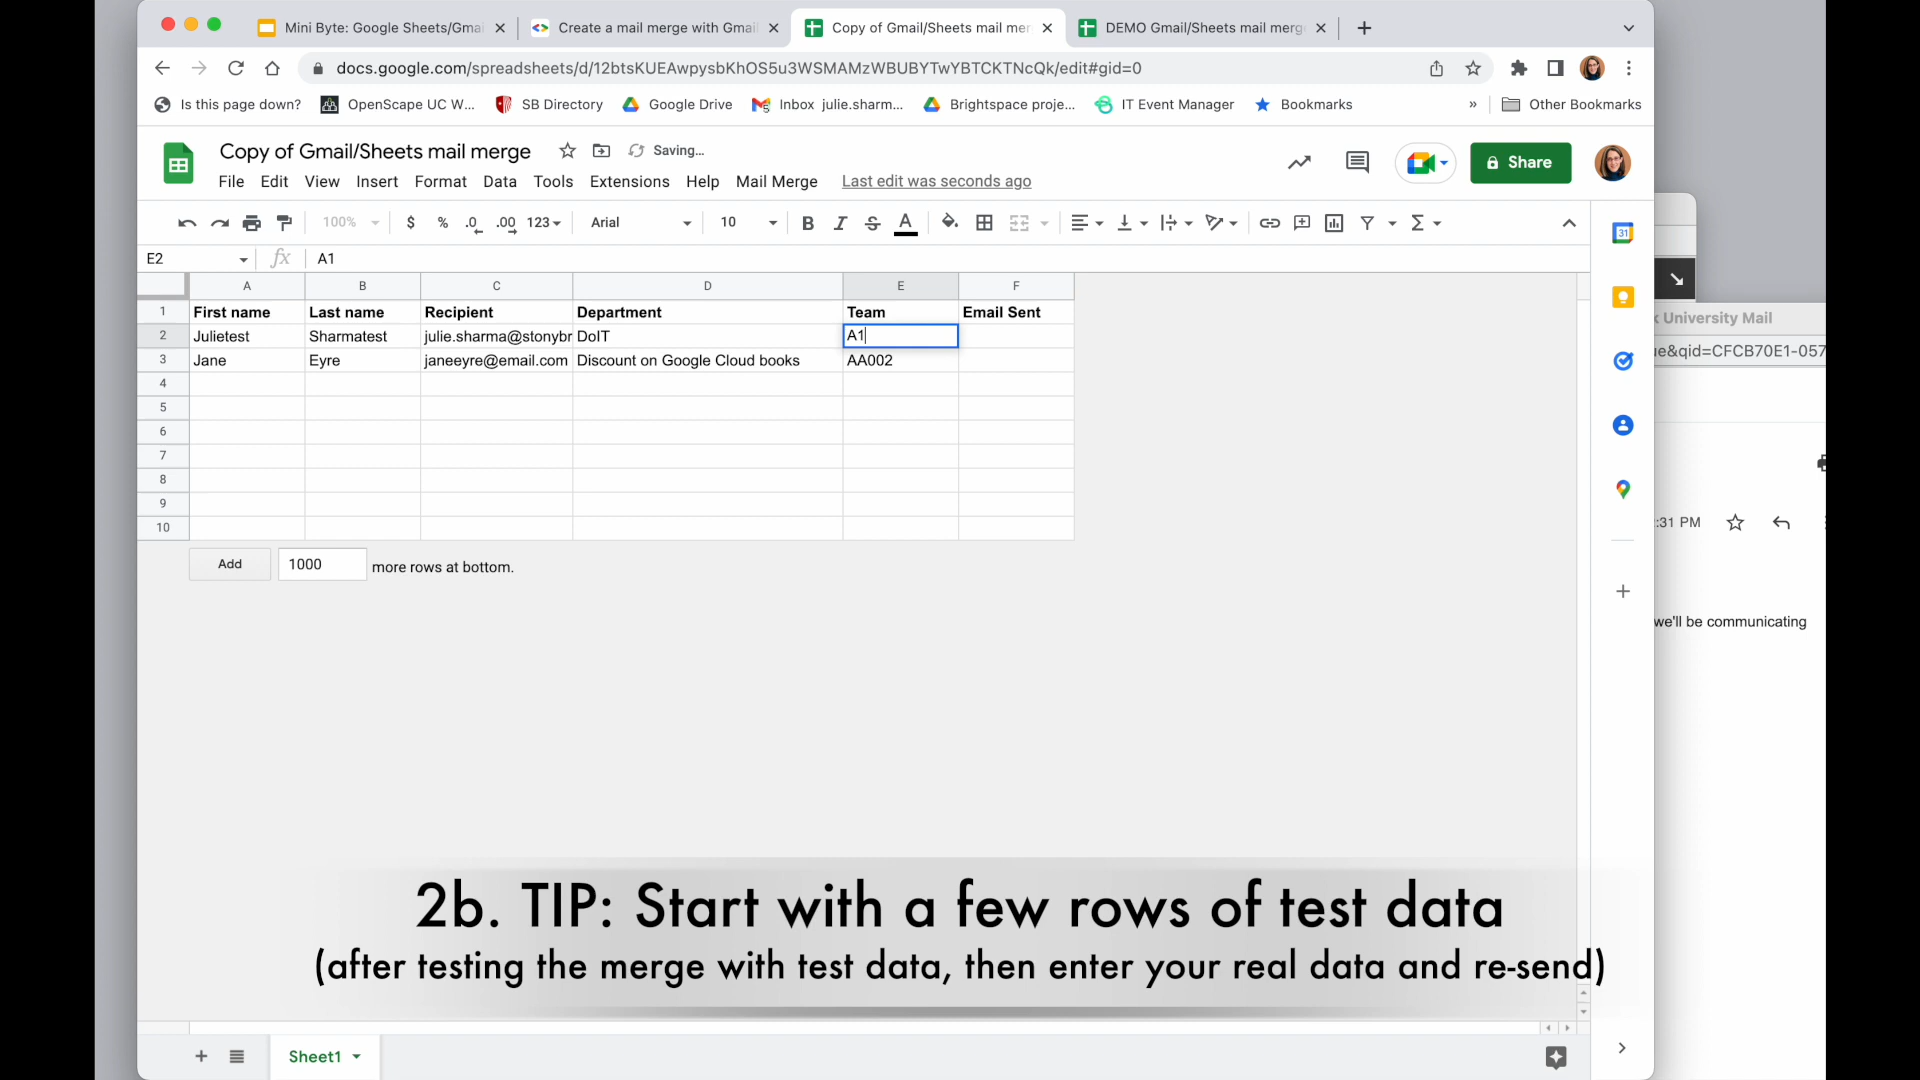 Mini Byte: Google Sheets/Gmai
Create a mail merge with Gmail
Copy of Gmail/Sheets mail mer
DEMO Gmail/Sheets mail merge
docs.google.com/spreadsheets/d/12btsKUEAwpysbKhOS5u3WSMAMzWBUBYTwYBTCKTNcQk/edit#gid=0
Is this page down? OpenScape UC W... SB Directory Google Drive Inbox julie.sharm... Brightspace proje... IT Event Manager Bookmarks » Other Bookmarks
Copy of Gmail/Sheets mail merge Saving...
Share
File Edit View Insert Format Data Tools Extensions Help Mail Merge Last edit was seconds ago
100% $ % .0 .00 123 Arial 10 B I S A Σ
31
E2 fx A1
A B C D E F
1 First name Last name Recipient Department Team Email Sent
2 Julietest Sharmatest julie.sharma@stonybr DoIT A1
3 Jane Eyre janeeyre@email.com Discount on Google Cloud books AA002
4
5
6
7
8
9
10
Add 1000 more rows at bottom.
k University Mail
ue&qid=CFCB70E1-057
:31 PM
we'll be communicating
2b. TIP: Start with a few rows of test data
(after testing the merge with test data, then enter your real data and re-send)
Sheet1